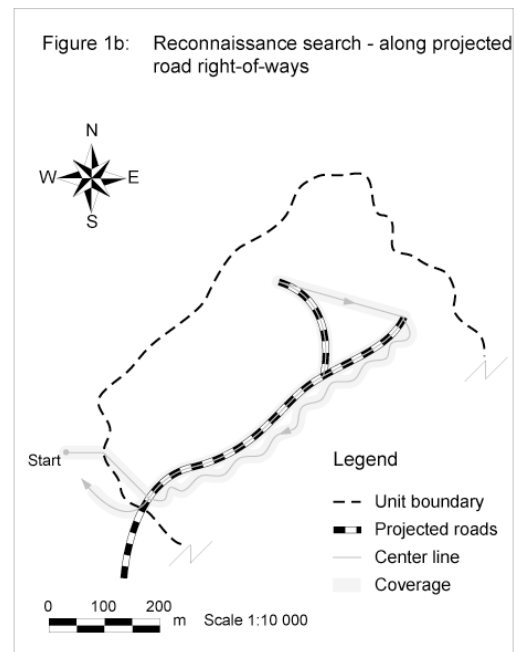 Figure 1b: Reconnaissance search - along projected
road right-of-ways
N
W E
S
Start
Legend
Unit boundary
Projected roads
Center line
Coverage
0 100 200
m Scale 1:10 000